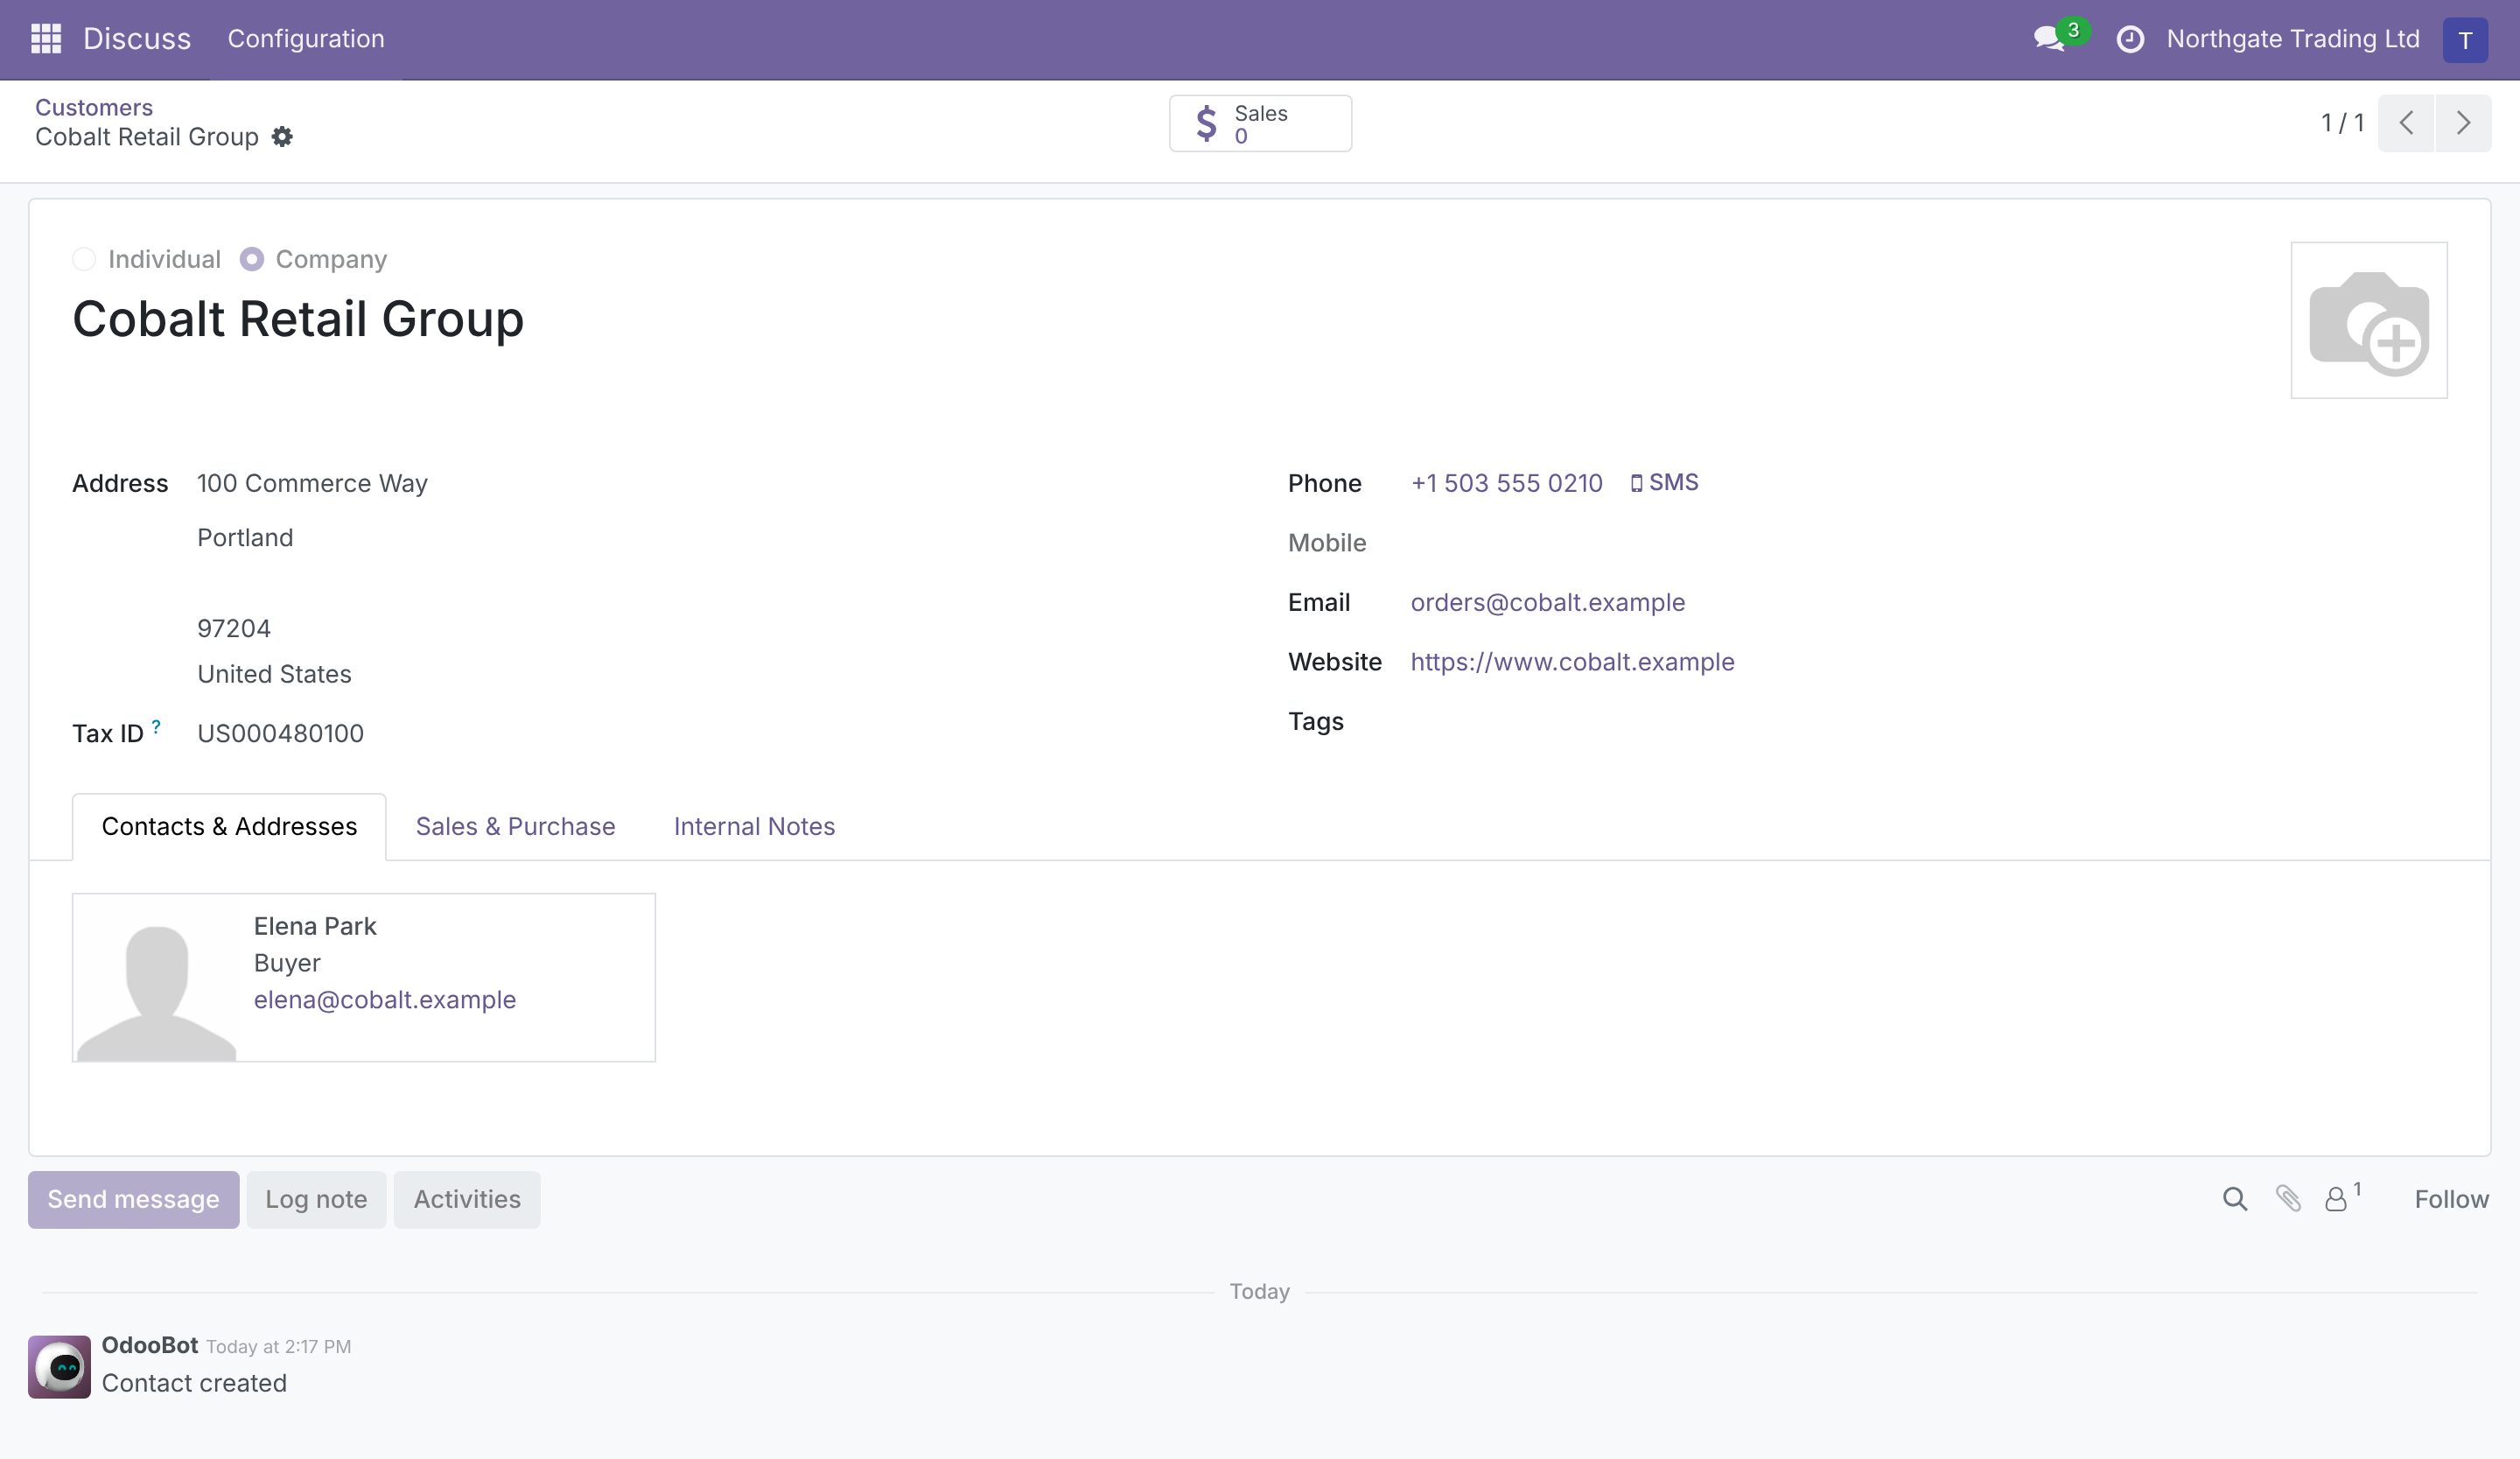 Discuss Configuration 3 Northgate Trading Ltd T
Customers
Cobalt Retail Group
Sales
0
1 / 1
Individual Company
Cobalt Retail Group
Address 100 Commerce Way
Portland
97204
United States
Tax ID ? US000480100
Phone +1 503 555 0210 SMS
Mobile
Email orders@cobalt.example
Website https://www.cobalt.example
Tags
Contacts & Addresses Sales & Purchase Internal Notes
Elena Park
Buyer
elena@cobalt.example
Send message Log note Activities 1 Follow
Today
OdooBot Today at 2:17 PM
Contact created